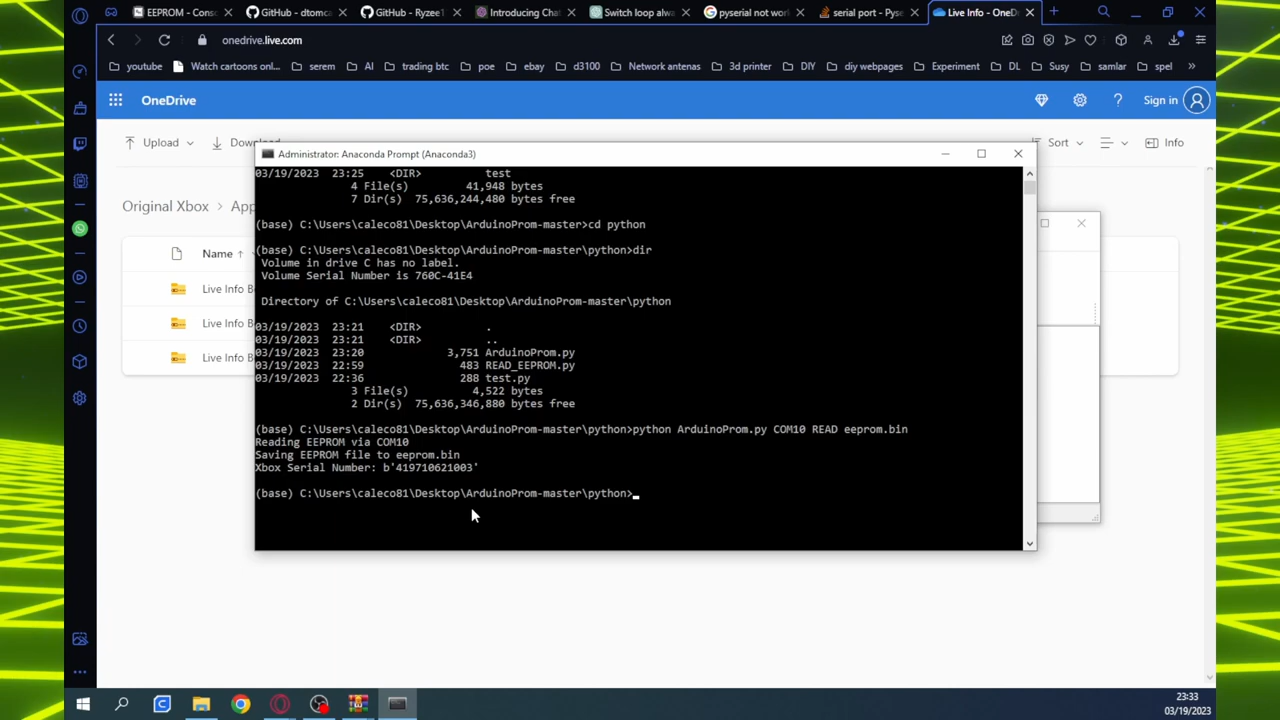 EEPROM - Conso
GitHub - dtomca
GitHub - Ryzee1
Introducing Chat
Switch loop alwa
pyserial not work
serial port - Pyse
Live Info - OneDr
onedrive.live.com
youtube
Watch cartoons onli...
serem
AI
trading btc
poe
ebay
d3100
Network antenas
3d printer
DIY
diy webpages
Experiment
DL
Susy
samlar
spel
»
OneDrive
Sign in
Upload
Download
Sort
Info
Original Xbox > App
Name ↑
Live Info B
Live Info B
Live Info B
Administrator: Anaconda Prompt (Anaconda3)
03/19/2023  23:25    <DIR>          test
4 File(s)         41,948 bytes
7 Dir(s)  75,636,244,480 bytes free
(base) C:\Users\caleco81\Desktop\ArduinoProm-master>cd python
(base) C:\Users\caleco81\Desktop\ArduinoProm-master\python>dir
Volume in drive C has no label.
Volume Serial Number is 760C-41E4
Directory of C:\Users\caleco81\Desktop\ArduinoProm-master\python
03/19/2023  23:21    <DIR>          .
03/19/2023  23:21    <DIR>          ..
03/19/2023  23:20             3,751 ArduinoProm.py
03/19/2023  22:59               483 READ_EEPROM.py
03/19/2023  22:36               288 test.py
3 File(s)          4,522 bytes
2 Dir(s)  75,636,346,880 bytes free
(base) C:\Users\caleco81\Desktop\ArduinoProm-master\python>python ArduinoProm.py COM10 READ eeprom.bin
Reading EEPROM via COM10
Saving EEPROM file to eeprom.bin
Xbox Serial Number: b'419710621003'
(base) C:\Users\caleco81\Desktop\ArduinoProm-master\python>
23:33
03/19/2023